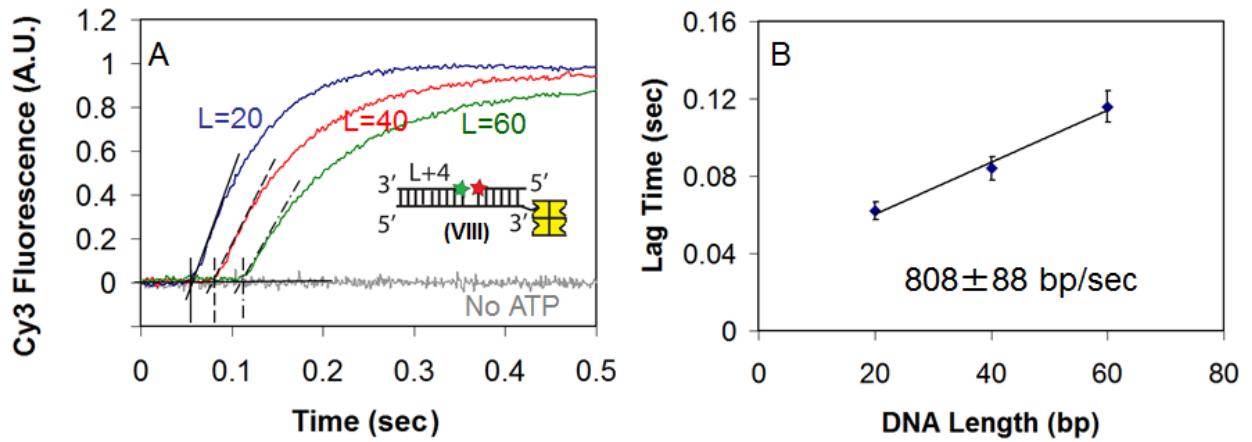 A
Cy3 Fluorescence (A.U.)
1.2
1
0.8
0.6
0.4
0.2
0
L=20
L=40
L=60
L+4
3′
5′
5′
3′
(VIII)
No ATP
0
0.1
0.2
0.3
0.4
0.5
Time (sec)
B
Lag Time (sec)
0.16
0.12
0.08
0.04
0
808±88 bp/sec
0
20
40
60
80
DNA Length (bp)